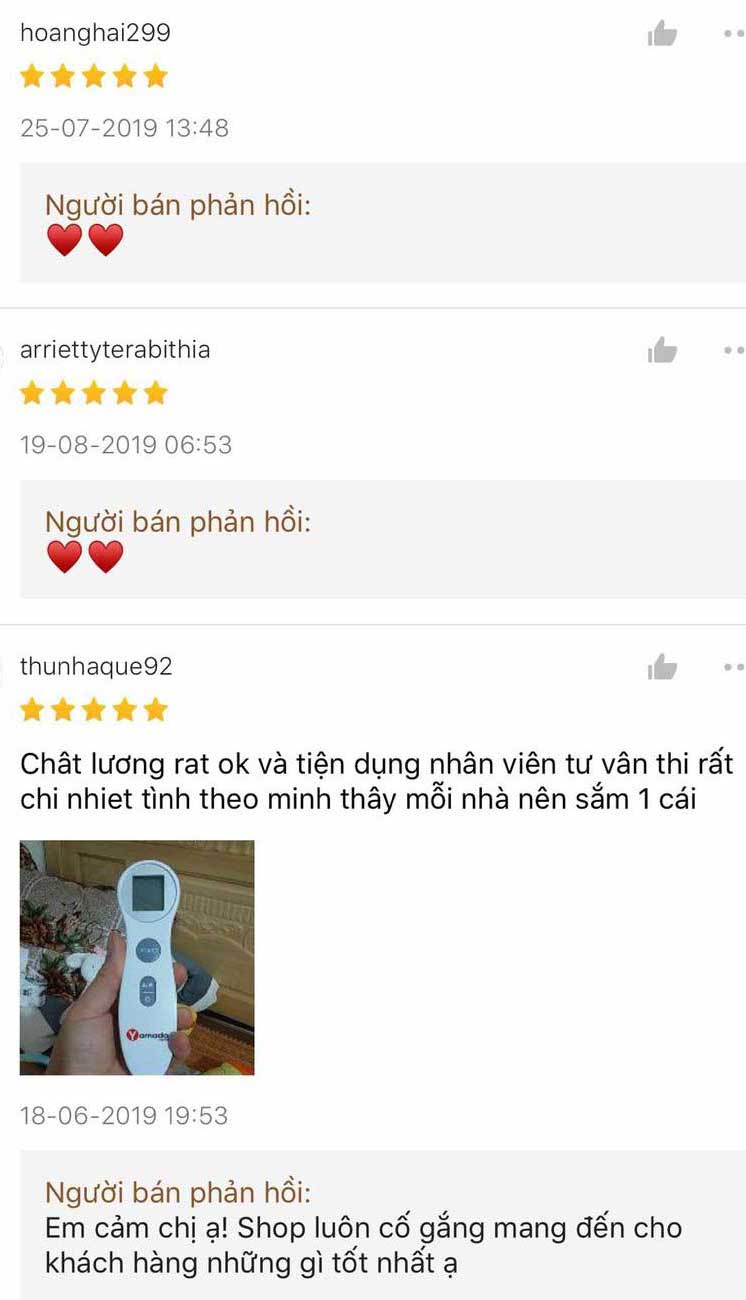 hoanghai299
25-07-2019 13:48
Người bán phản hồi:
♥♥
arriettyterabithia
19-08-2019 06:53
Người bán phản hồi:
♥♥
thunhaque92
Chât lương rat ok và tiện dụng nhân viên tư vân thi rất
chi nhiet tình theo minh thây mỗi nhà nên sắm 1 cái
Yamada
18-06-2019 19:53
Người bán phản hồi:
Em cảm chị ạ! Shop luôn cố gắng mang đến cho
khách hàng những gì tốt nhất ạ